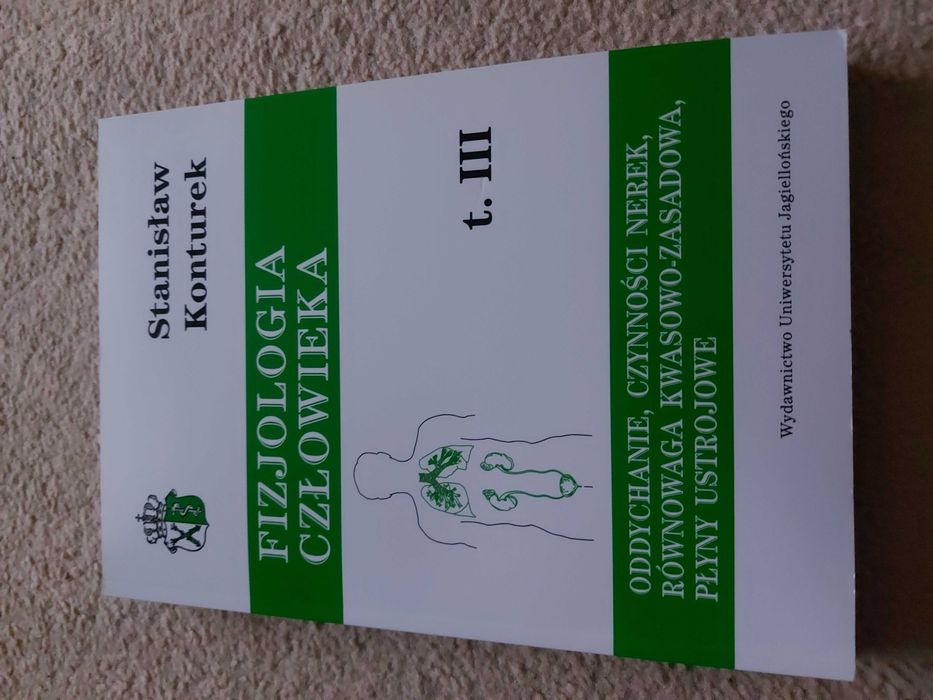 Stanisław
Konturek
FIZJOLOGIA
CZŁOWIEKA
t. III
ODDYCHANIE, CZYNNOŚCI NEREK,
RÓWNOWAGA KWASOWO-ZASADOWA,
PŁYNY USTROJOWE
Wydawnictwo Uniwersytetu Jagiellońskiego